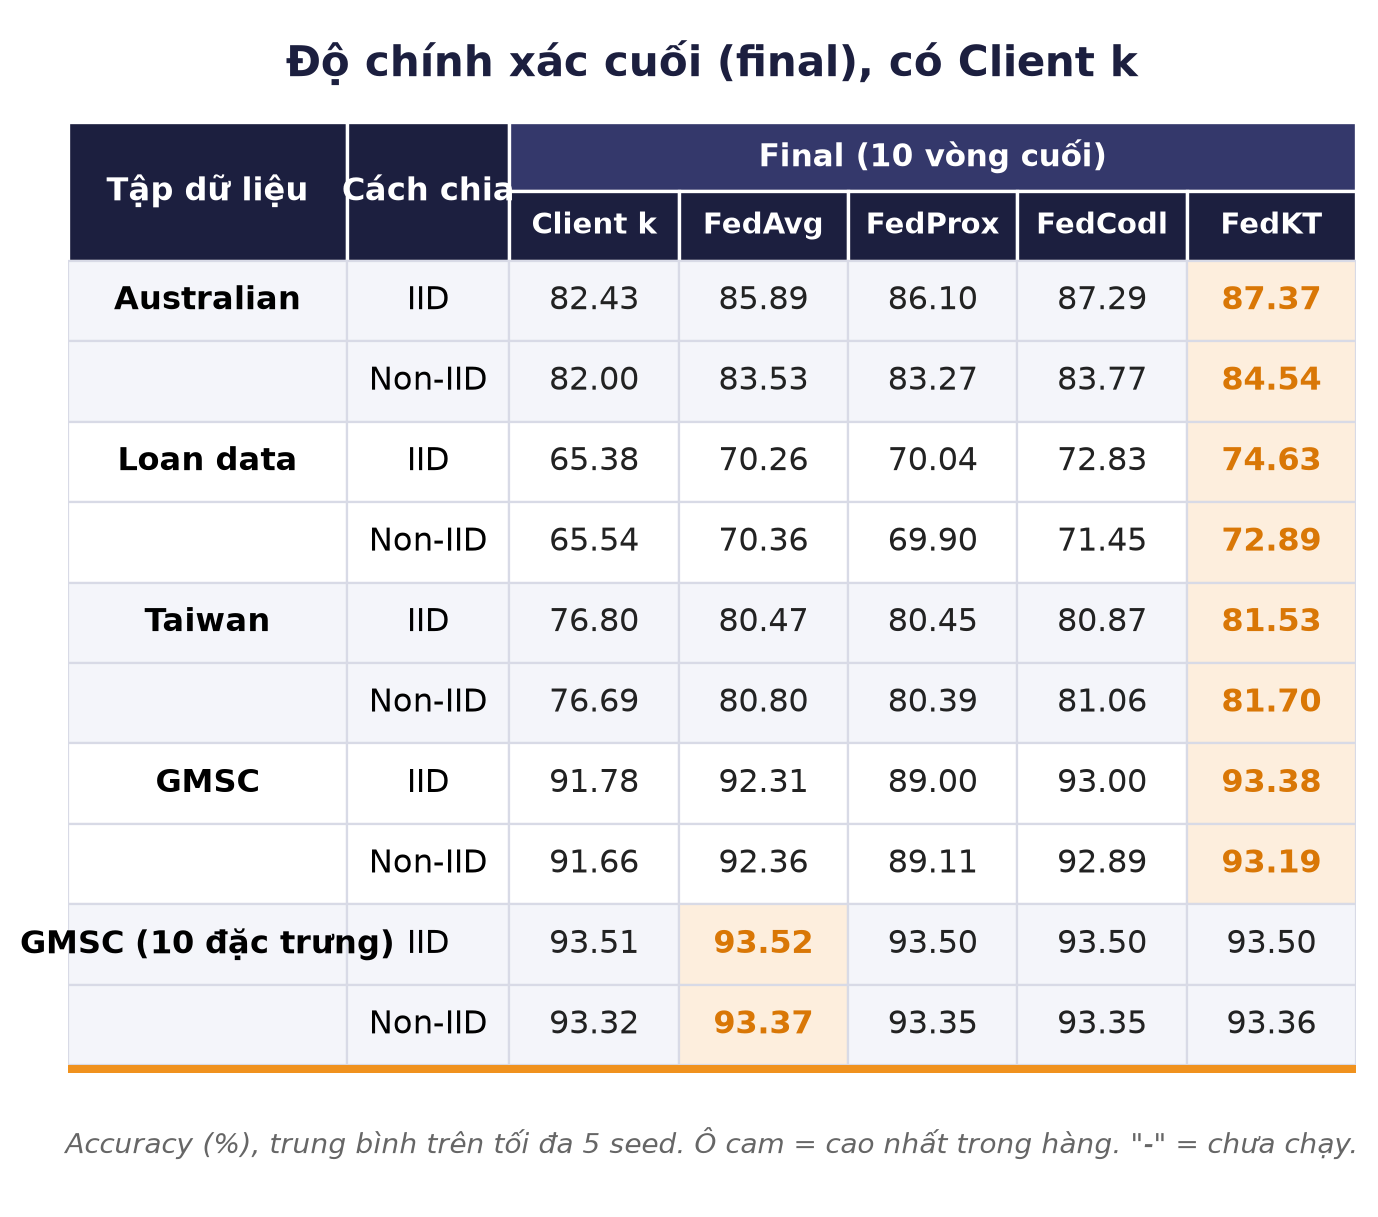 Độ chính xác cuối (final), có Client k
Tập dữ liệu Cách chia Final (10 vòng cuối)
Client k FedAvg FedProx FedCodl FedKT
Australian IID 82.43 85.89 86.10 87.29 87.37
Non-IID 82.00 83.53 83.27 83.77 84.54
Loan data IID 65.38 70.26 70.04 72.83 74.63
Non-IID 65.54 70.36 69.90 71.45 72.89
Taiwan IID 76.80 80.47 80.45 80.87 81.53
Non-IID 76.69 80.80 80.39 81.06 81.70
GMSC IID 91.78 92.31 89.00 93.00 93.38
Non-IID 91.66 92.36 89.11 92.89 93.19
GMSC (10 đặc trưng) IID 93.51 93.52 93.50 93.50 93.50
Non-IID 93.32 93.37 93.35 93.35 93.36
Accuracy (%), trung bình trên tối đa 5 seed. Ô cam = cao nhất trong hàng. "-" = chưa chạy.